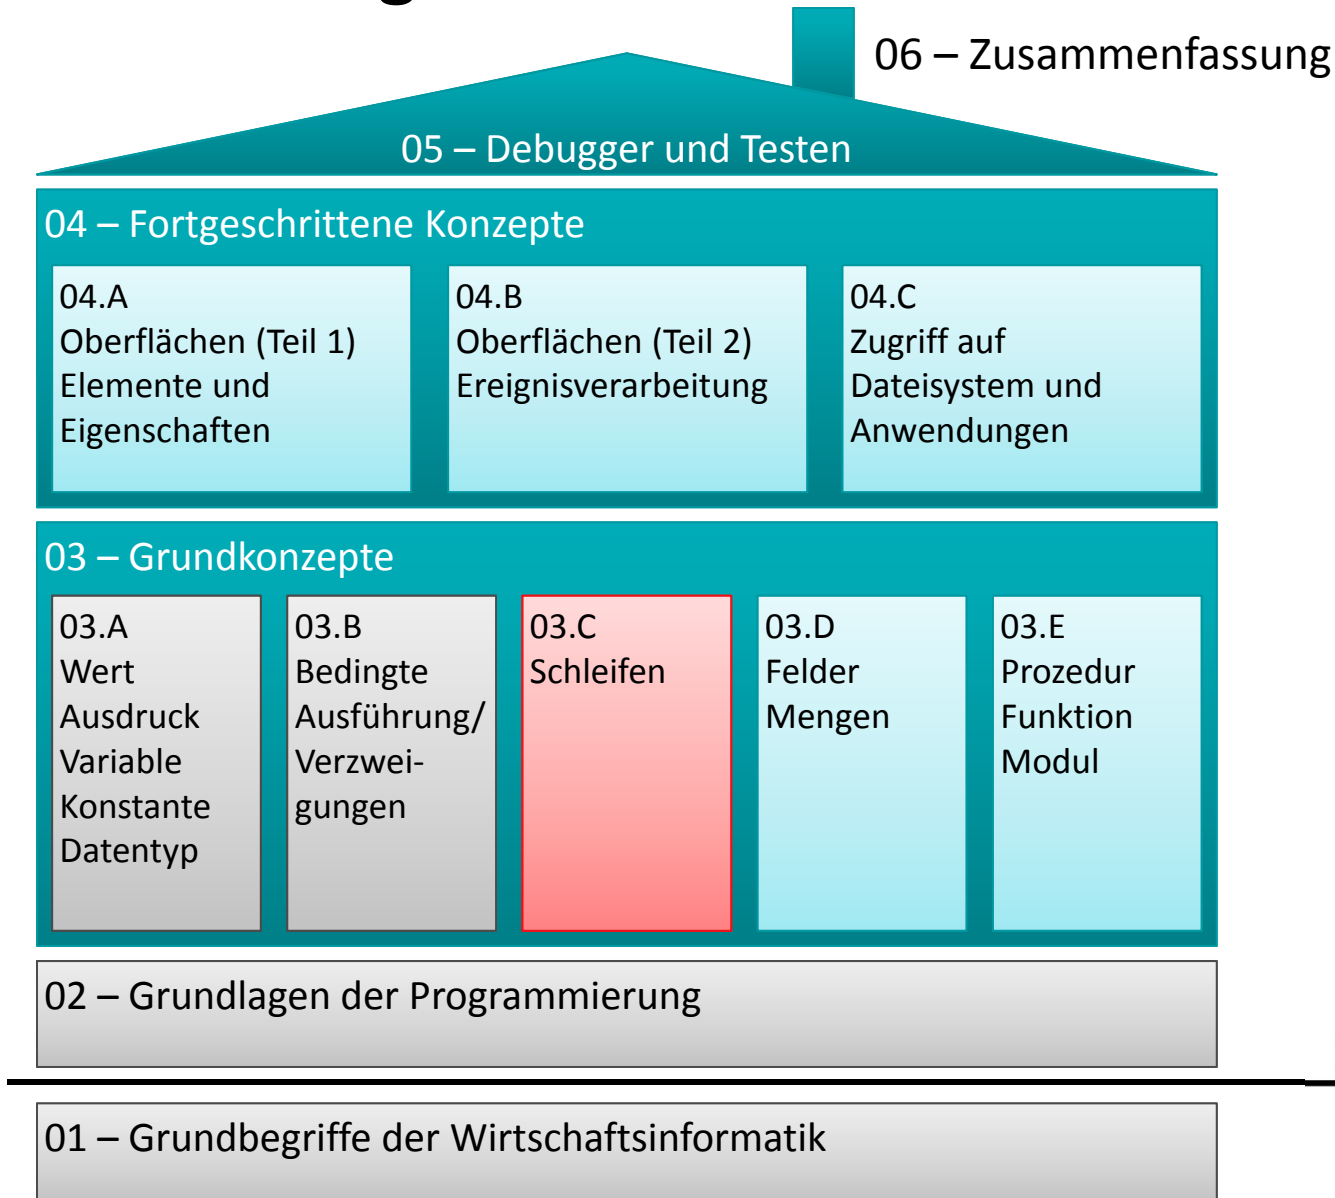 06 – Zusammenfassung
05 – Debugger und Testen
04 – Fortgeschrittene Konzepte
04.A
Oberflächen (Teil 1)
Elemente und
Eigenschaften
04.B
Oberflächen (Teil 2)
Ereignisverarbeitung
04.C
Zugriff auf
Dateisystem und
Anwendungen
03 – Grundkonzepte
03.A
Wert
Ausdruck
Variable
Konstante
Datentyp
03.B
Bedingte
Ausführung/
Verzwei-
gungen
03.C
Schleifen
03.D
Felder
Mengen
03.E
Prozedur
Funktion
Modul
02 – Grundlagen der Programmierung
01 – Grundbegriffe der Wirtschaftsinformatik